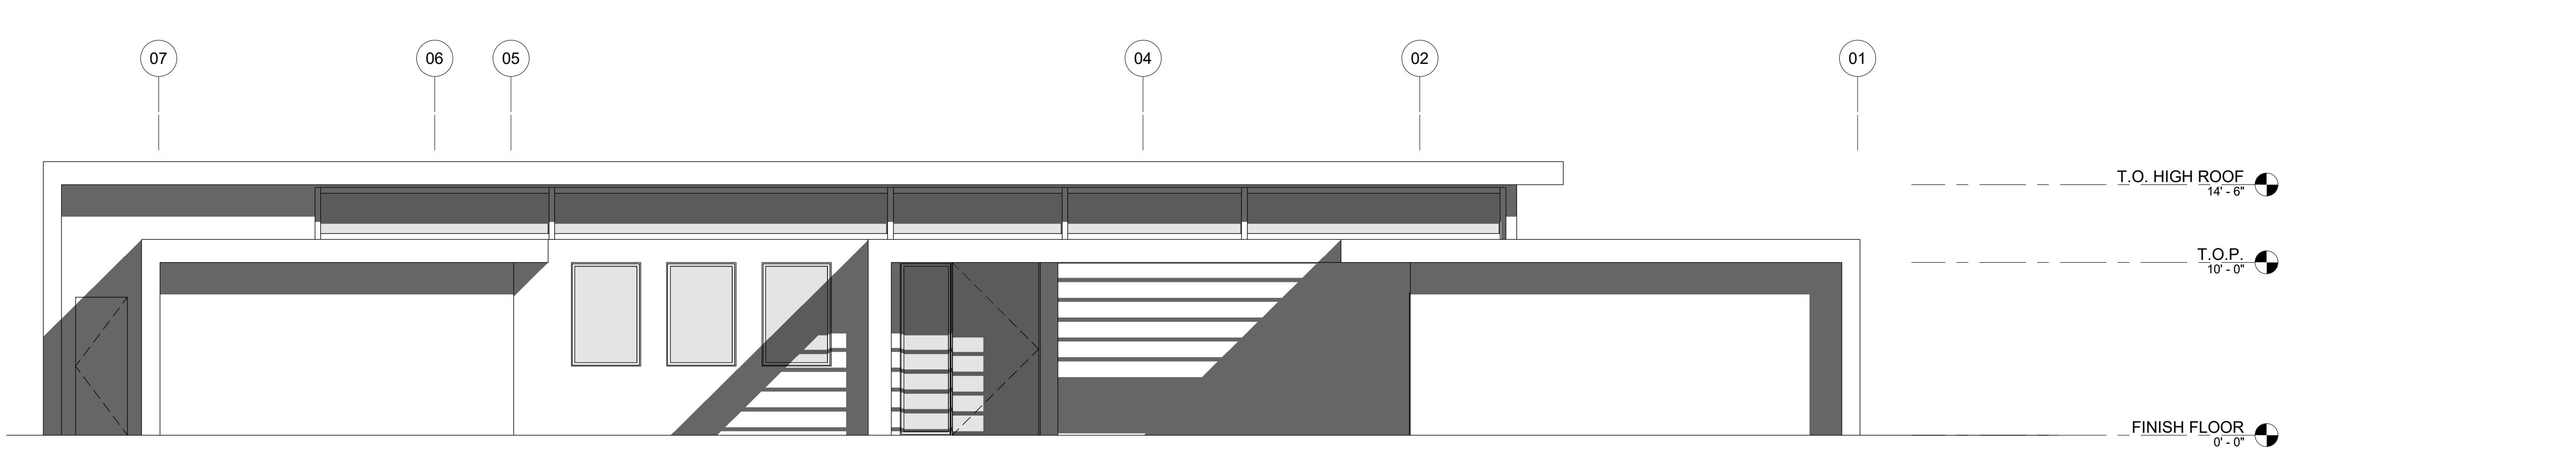 07 06 05 04 02 01
T.O. HIGH ROOF
14' - 6"
T.O.P.
10' - 0"
FINISH FLOOR
0' - 0"